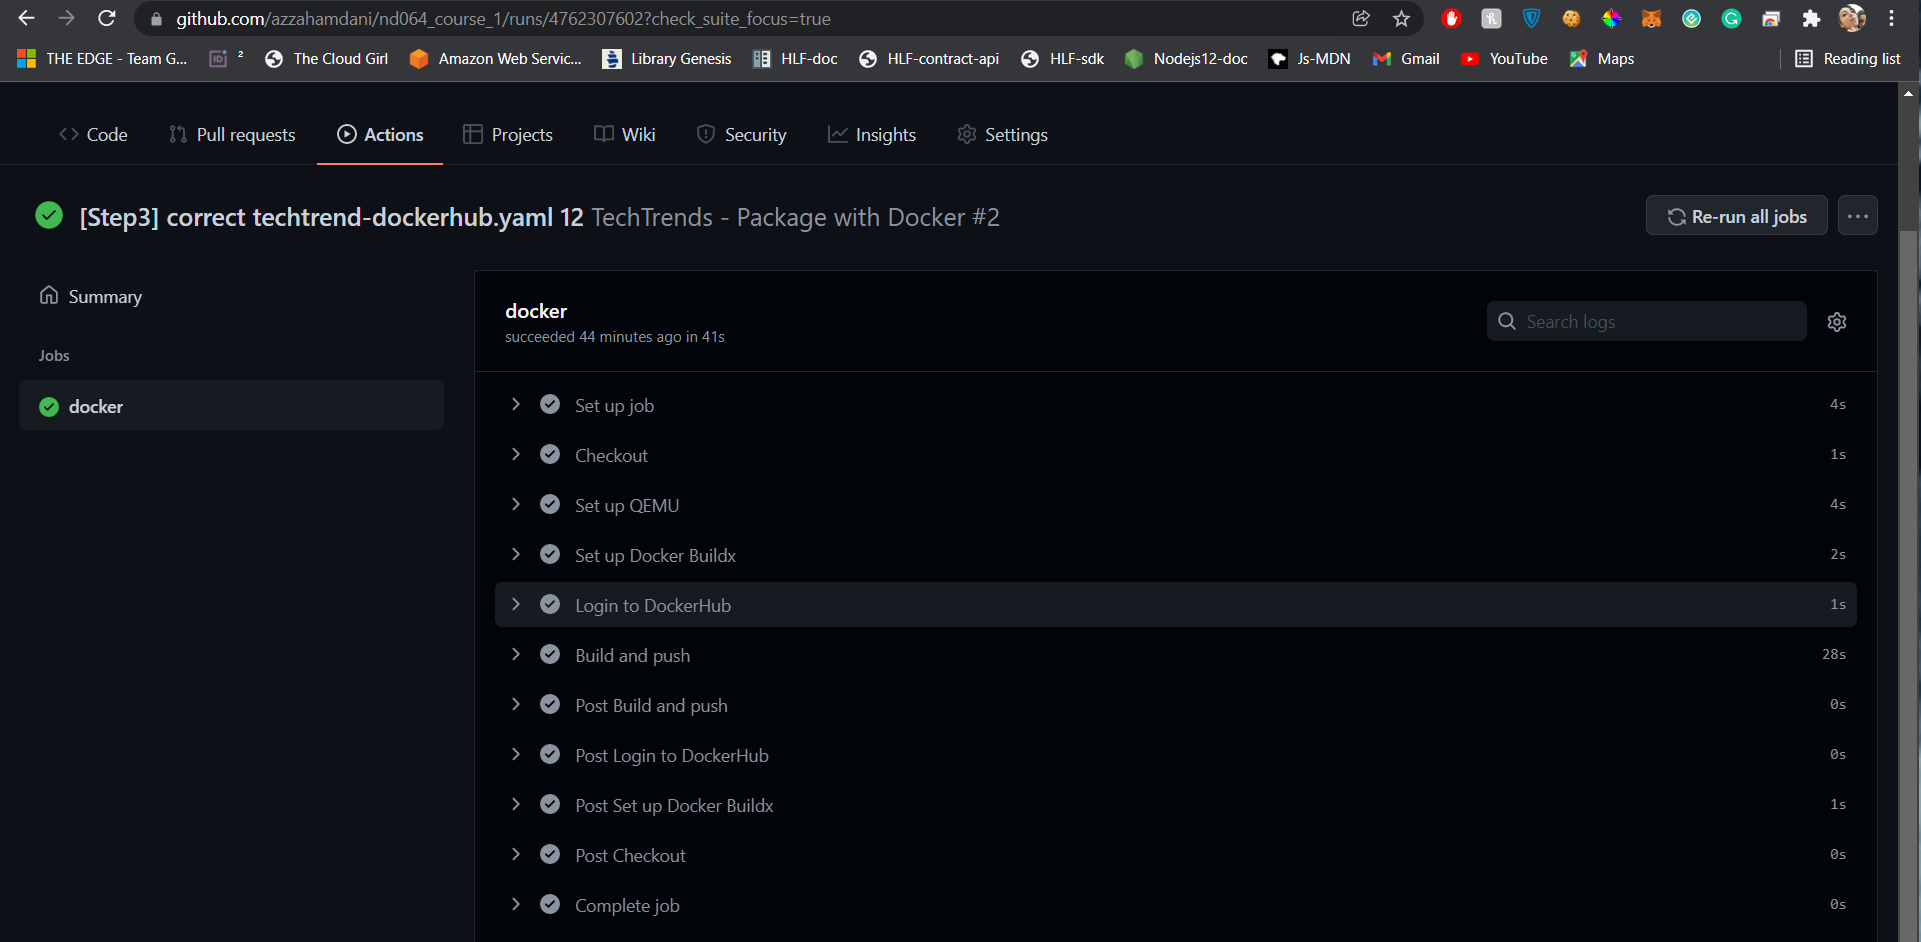 github.com/azzahamdani/nd064_course_1/runs/4762307602?check_suite_focus=true
THE EDGE - Team G... 2 The Cloud Girl Amazon Web Servic... Library Genesis HLF-doc HLF-contract-api HLF-sdk Nodejs12-doc Js-MDN Gmail YouTube Maps Reading list
Code Pull requests Actions Projects Wiki Security Insights Settings
[Step3] correct techtrend-dockerhub.yaml 12 TechTrends - Package with Docker #2 Re-run all jobs
Summary
Jobs
docker
docker
succeeded 44 minutes ago in 41s
Search logs
Set up job 4s
Checkout 1s
Set up QEMU 4s
Set up Docker Buildx 2s
Login to DockerHub 1s
Build and push 28s
Post Build and push 0s
Post Login to DockerHub 0s
Post Set up Docker Buildx 1s
Post Checkout 0s
Complete job 0s